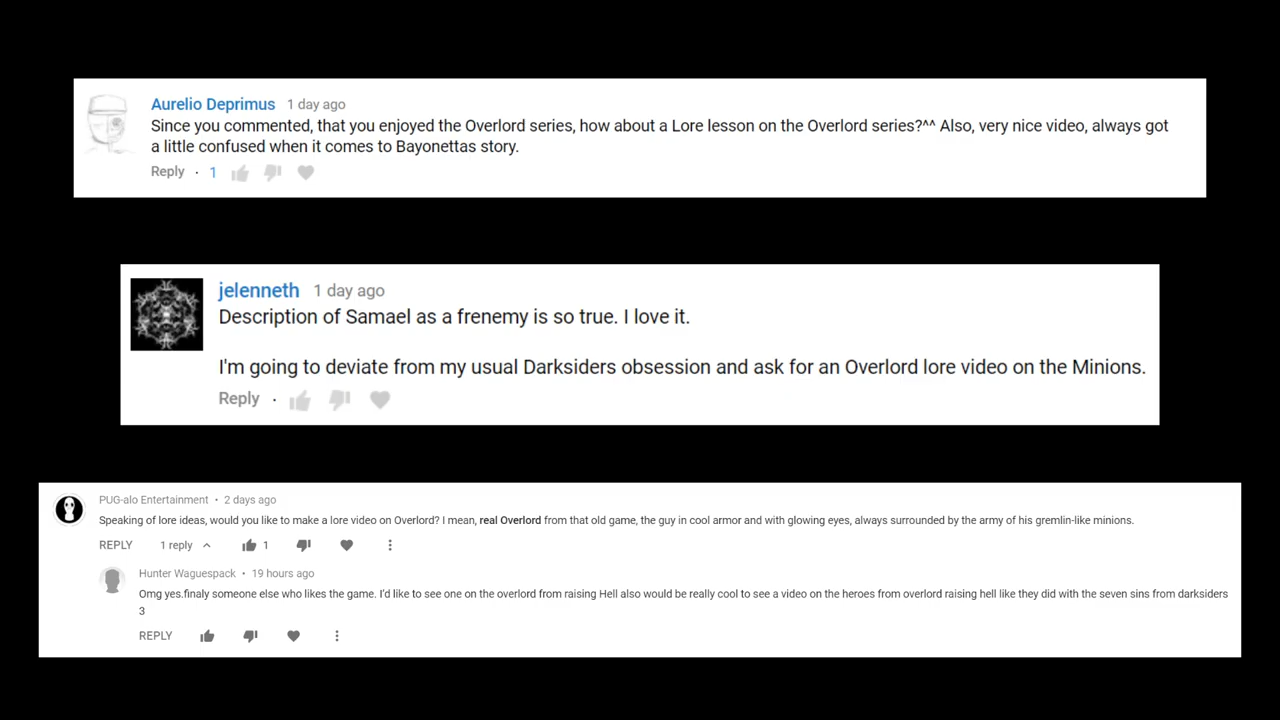 Aurelio Deprimus 1 day ago
Since you commented, that you enjoyed the Overlord series, how about a Lore lesson on the Overlord series?^^ Also, very nice video, always got
a little confused when it comes to Bayonettas story.
Reply · 1
jelenneth 1 day ago
Description of Samael as a frenemy is so true. I love it.
I'm going to deviate from my usual Darksiders obsession and ask for an Overlord lore video on the Minions.
Reply ·
PUG-alo Entertainment • 2 days ago
Speaking of lore ideas, would you like to make a lore video on Overlord? I mean, real Overlord from that old game, the guy in cool armor and with glowing eyes, always surrounded by the army of his gremlin-like minions.
REPLY 1 reply 1
Hunter Waguespack • 19 hours ago
Omg yes.finaly someone else who likes the game. I'd like to see one on the overlord from raising Hell also would be really cool to see a video on the heroes from overlord raising hell like they did with the seven sins from darksiders
3
REPLY